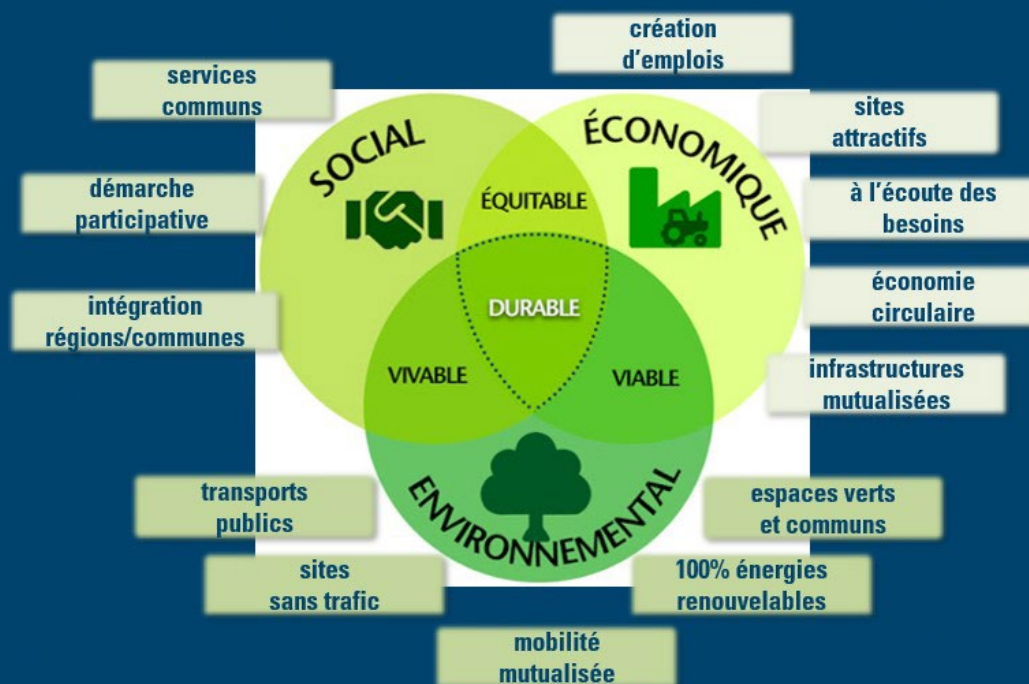 création
d'emplois
services
communs
sites
attractifs
SOCIAL
ÉCONOMIQUE
démarche
participative
ÉQUITABLE
à l'écoute des
besoins
intégration
régions/communes
DURABLE
économie
circulaire
VIVABLE
VIABLE
infrastructures
mutualisées
ENVIRONNEMENTAL
transports
publics
espaces verts
et communs
sites
sans trafic
100% énergies
renouvelables
mobilité
mutualisée